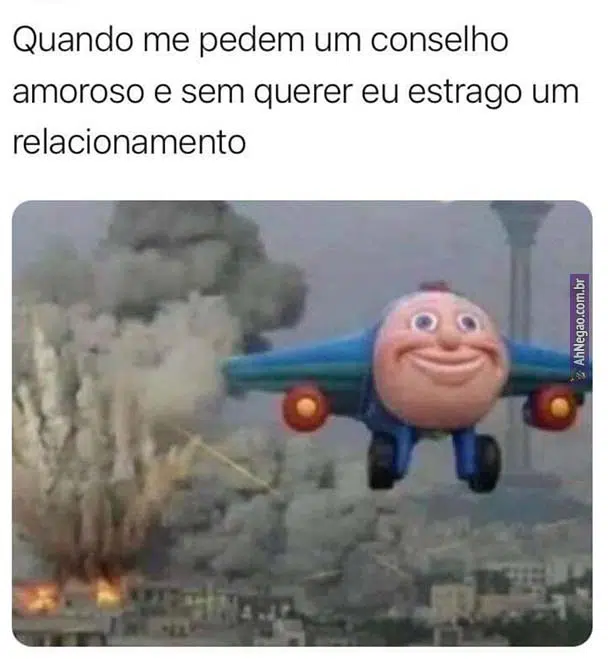 Quando me pedem um conselho
amoroso e sem querer eu estrago um
relacionamento
AhNegao.com.br